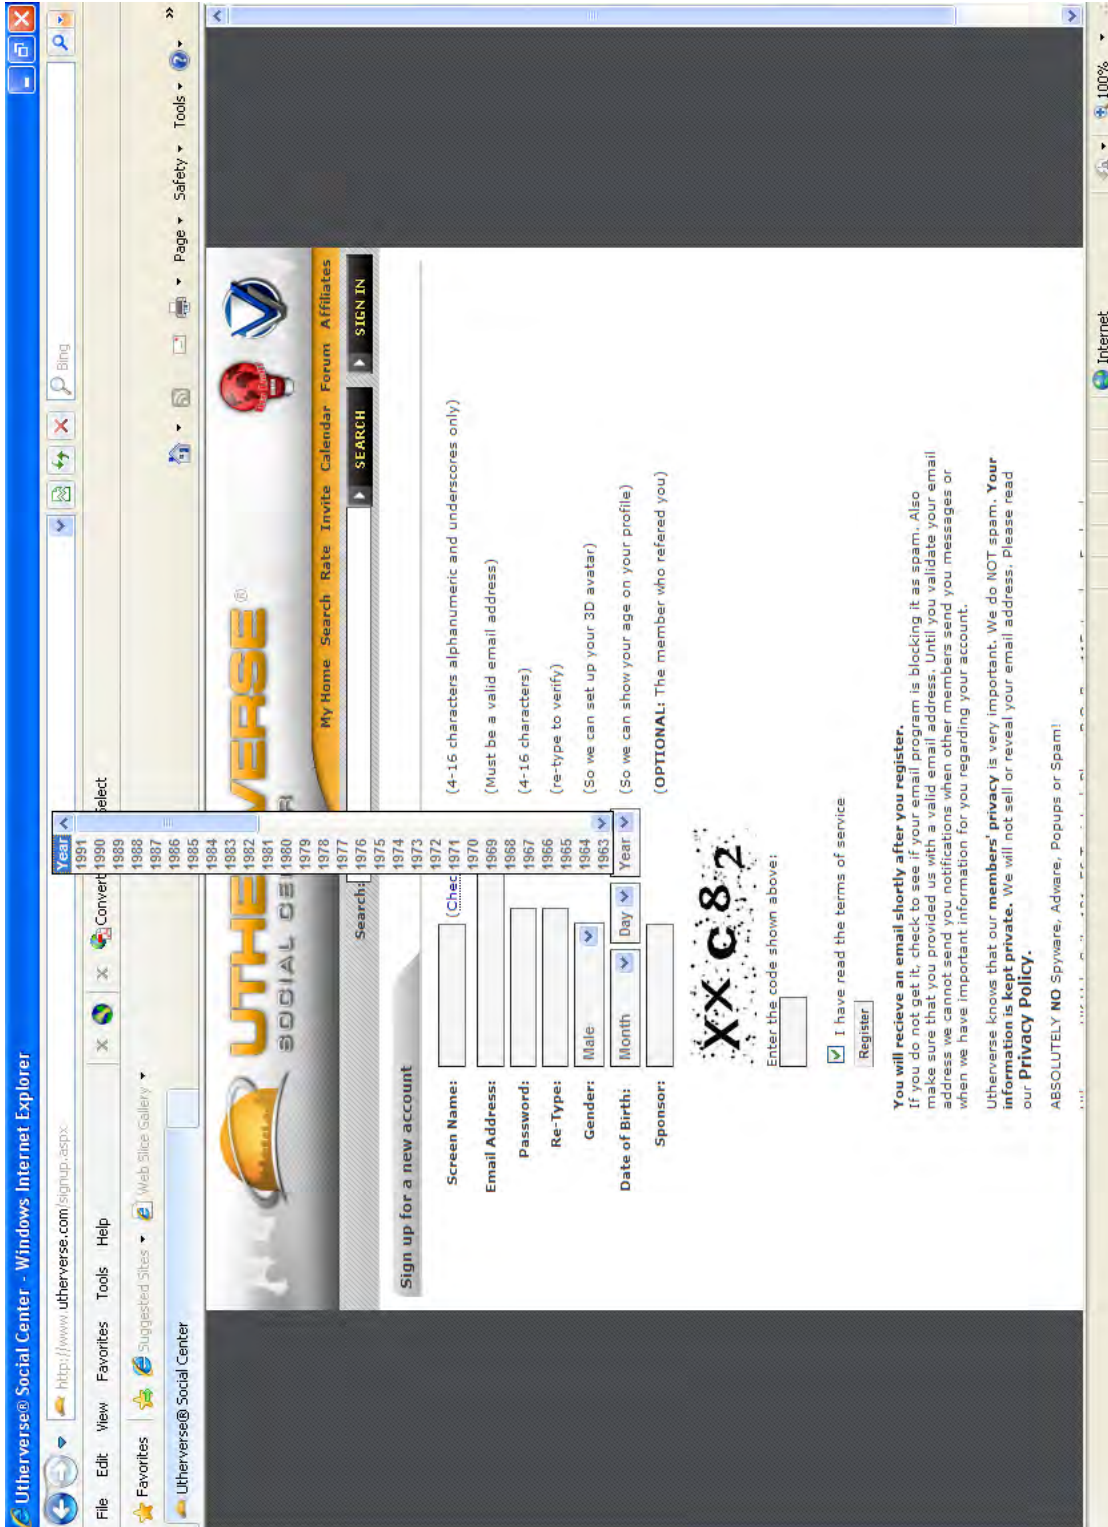 Utherverse® Social Center - Windows Internet Explorer
http://www.utherverse.com/signup.aspx
Bing
File Edit View Favorites Tools Help
x
x
Convert
Select
Favorites
Suggested Sites
Web Slice Gallery
Utherverse® Social Center
Page Safety Tools
»
UTHE VERSE®
SOCIAL CE R
My Home Search Rate Invite Calendar Forum Affiliates
Search:
SEARCH
SIGN IN
Sign up for a new account
Year
1991
1990
1989
1988
1987
1986
1985
1984
1983
1982
1981
1980
1979
1978
1977
1976
1975
1974
1973
1972
1971
1970
1969
1968
1967
1966
1965
1964
1963
Screen Name: (Chec (4-16 characters alphanumeric and underscores only)
Email Address: (Must be a valid email address)
Password: (4-16 characters)
Re-Type: (re-type to verify)
Gender: Male (So we can set up your 3D avatar)
Date of Birth: Month Day Year (So we can show your age on your profile)
Sponsor: (OPTIONAL: The member who refered you)
XXC82
Enter the code shown above:
I have read the terms of service
Register
You will recieve an email shortly after you register.
If you do not get it, check to see if your email program is blocking it as spam. Also
make sure that you provided us with a valid email address. Until you validate your email
address we cannot send you notifications when other members send you messages or
when we have important information for you regarding your account.
Utherverse knows that our members' privacy is very important. We do NOT spam. Your
information is kept private. We will not sell or reveal your email address. Please read
our Privacy Policy.
ABSOLUTELY NO Spyware, Adware, Popups or Spam!
Internet
100%